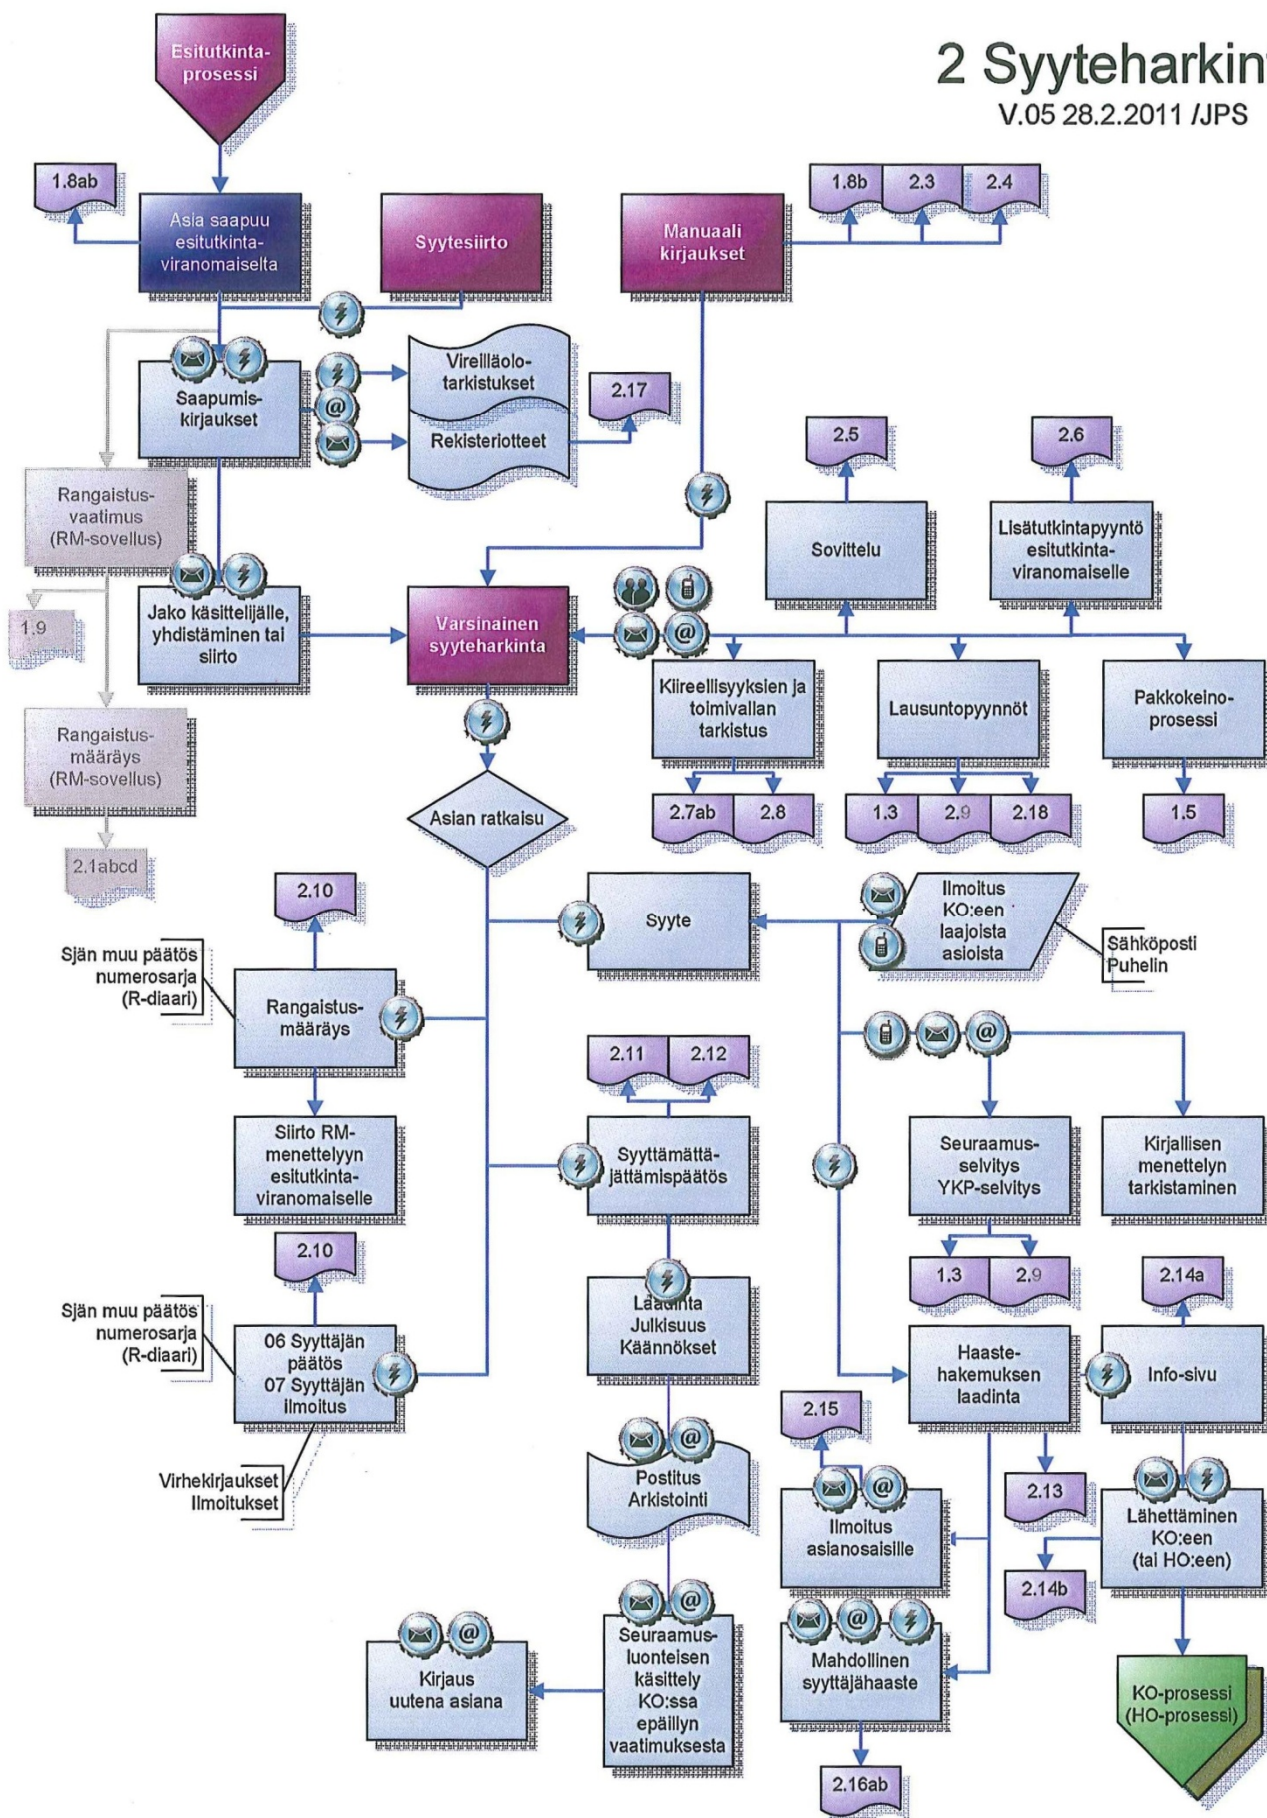 2 Syyteharkin
V.05 28.2.2011 /JPS
Esitutkinta-
prosessi
1.8ab
Asia saapuu
esitutkinta-
viranomaiselta
Syytesiirto
Manuaali
kirjaukset
1.8b
2.3
2.4
Saapumis-
kirjaukset
@
Vireilläolo-
tarkistukset
Rekisteriotteet
2.17
2.5
2.6
Rangaistus-
vaatimus
(RM-sovellus)
Sovittelu
Lisätutkintapyyntö
esitutkinta-
viranomaiselle
1.9
Jako käsittelijälle,
yhdistäminen tai
siirto
Varsinainen
syyteharkinta
@
Rangaistus-
määräys
(RM-sovellus)
Kiireellisyyksien ja
toimivallan
tarkistus
Lausuntopyynnöt
Pakkokeino-
prosessi
2.1abcd
Asian ratkaisu
2.7ab
2.8
1.3
2.9
2.18
1.5
2.10
Syyte
Ilmoitus
KO:een
laajoista
asioista
Sähköposti
Puhelin
Sjän muu päätös
numerosarja
(R-diaari)
Rangaistus-
määräys
@
2.11
2.12
Siirto RM-
menettelyyn
esitutkinta-
viranomaiselle
Syyttämättä-
jättämispäätös
Seuraamus-
selvitys
YKP-selvitys
Kirjallisen
menettelyn
tarkistaminen
2.10
1.3
2.9
2.14a
Sjän muu päätös
numerosarja
(R-diaari)
06 Syyttäjän
päätös
07 Syyttäjän
ilmoitus
Laadinta
Julkisuus
Käännökset
Haaste-
hakemuksen
laadinta
Info-sivu
Virhekirjaukset
Ilmoitukset
@
Postitus
Arkistointi
2.15
@
Ilmoitus
asianosaisille
2.13
Lähettäminen
KO:een
(tai HO:een)
2.14b
@
Kirjaus
uutena asiana
@
Seuraamus-
luonteisen
käsittely
KO:ssa
epäillyn
vaatimuksesta
@
Mahdollinen
syyttäjähaaste
2.16ab
KO-prosessi
(HO-prosessi)